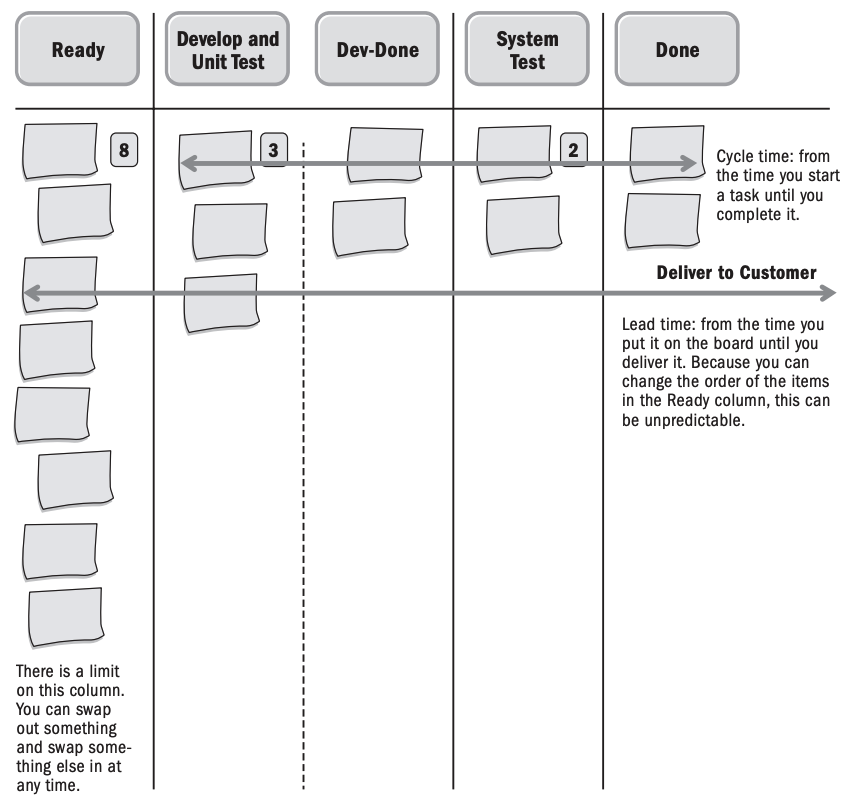 Ready
Develop and
Unit Test
Dev-Done
System
Test
Done
8
3
2
Cycle time: from
the time you start
a task until you
complete it.
Deliver to Customer
Lead time: from the time you
put it on the board until you
deliver it. Because you can
change the order of the items
in the Ready column, this can
be unpredictable.
There is a limit
on this column.
You can swap
out something
and swap some-
thing else in at
any time.